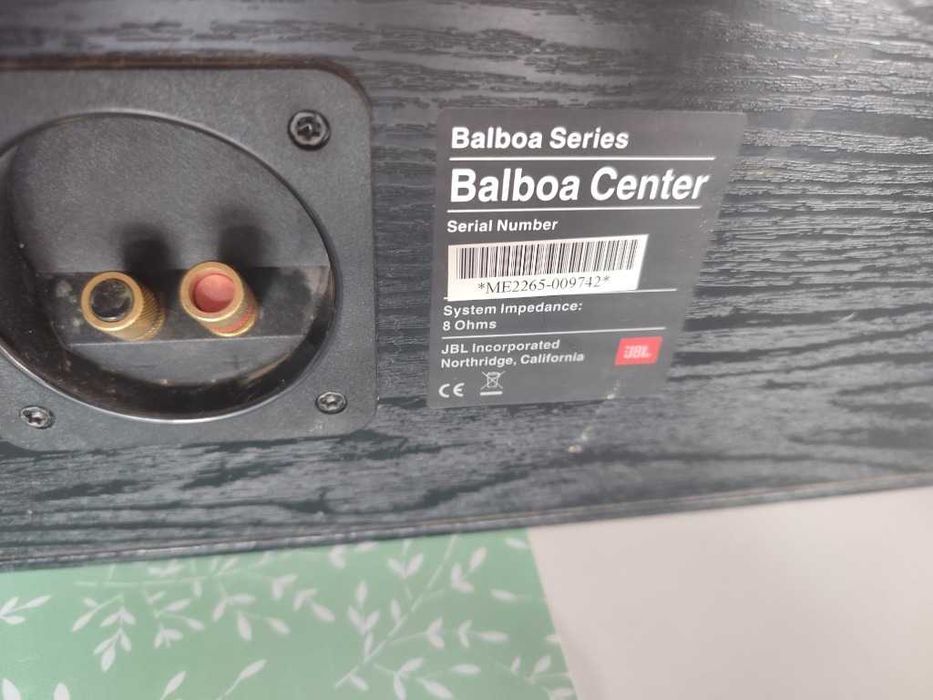 Balboa Series
Balboa Center
Serial Number
*ME2265-009742*
System Impedance:
8 Ohms
JBL Incorporated
Northridge, California
JBL
CE